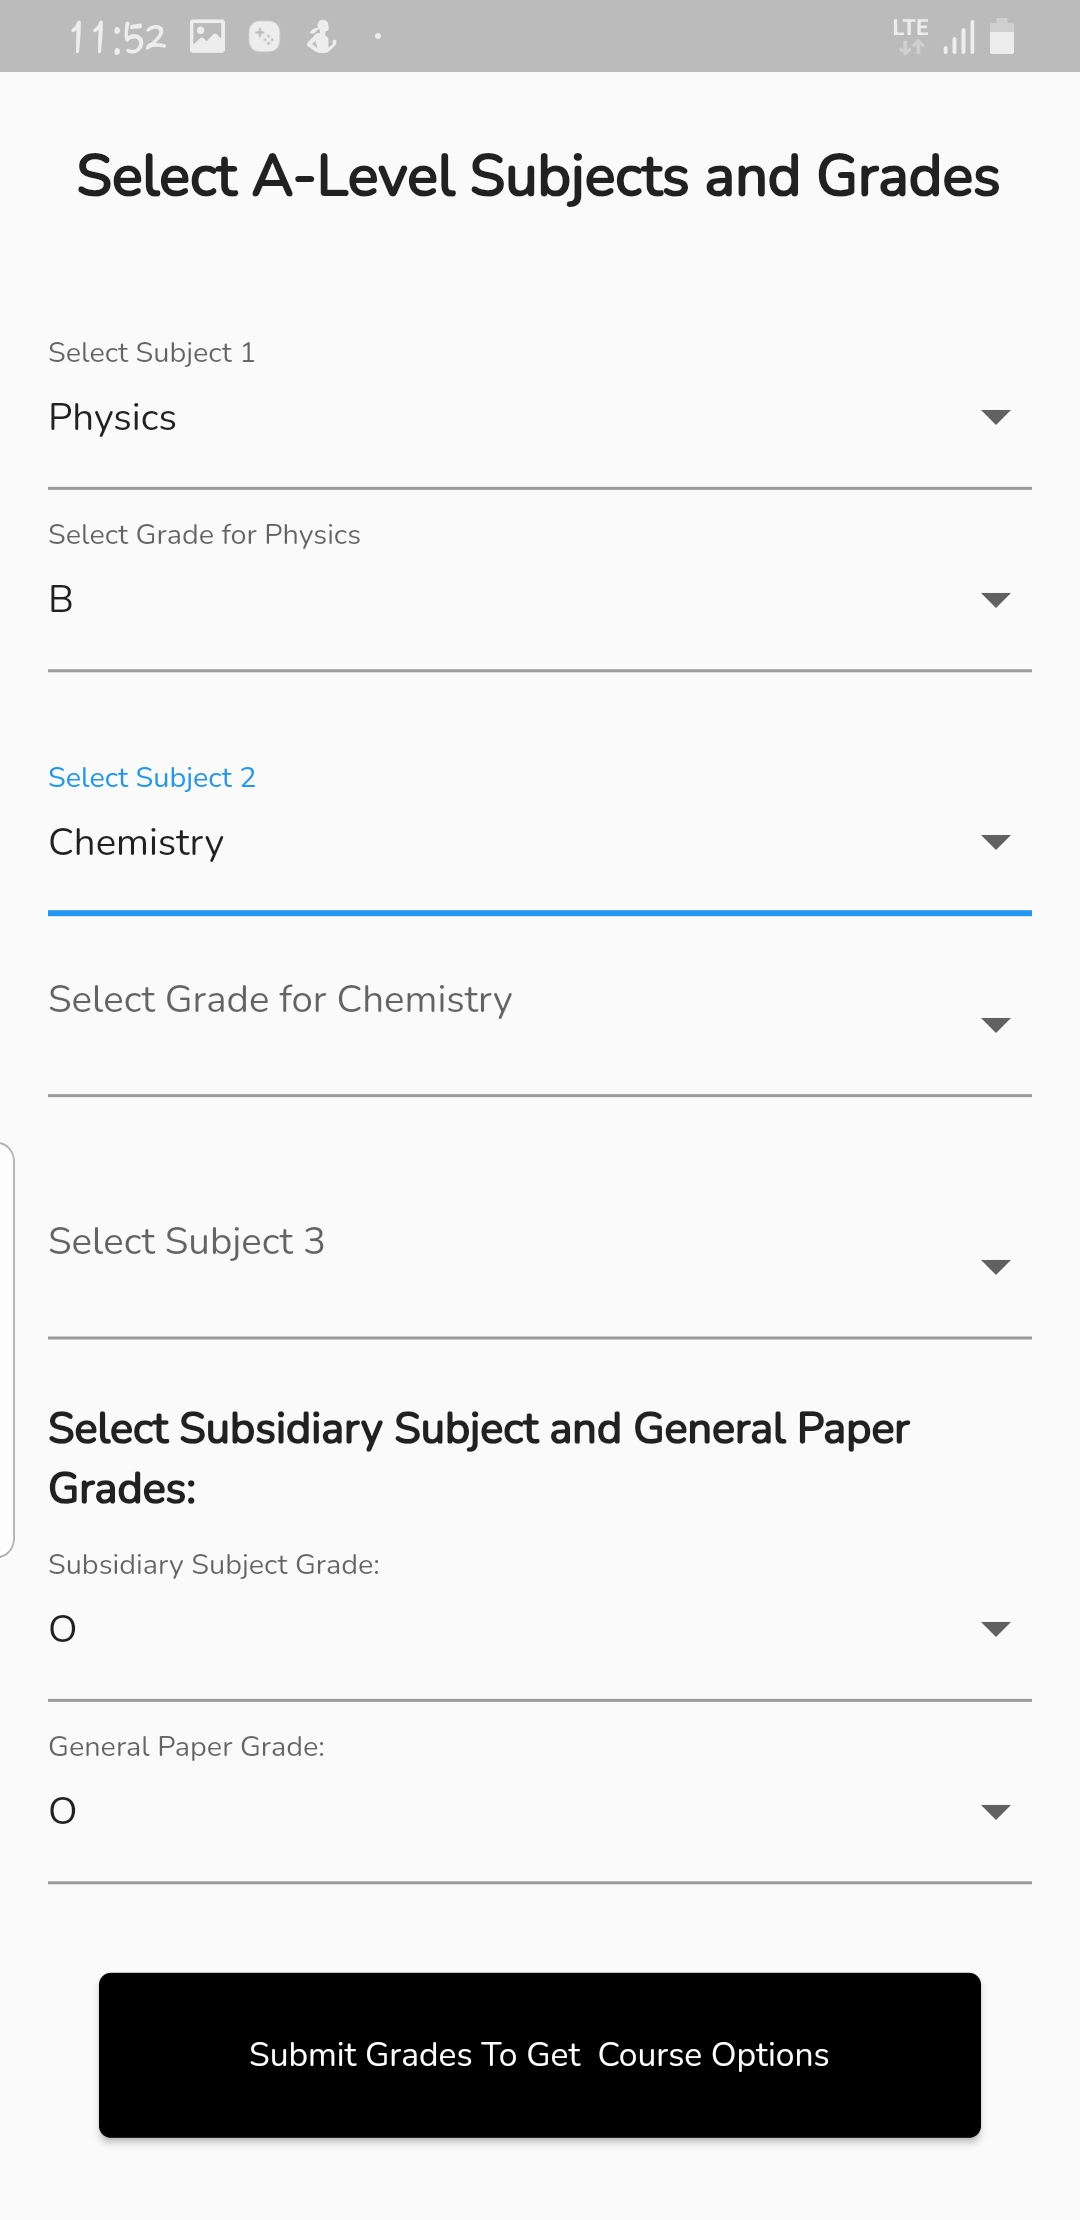 11:52
LTE
Select A-Level Subjects and Grades
Select Subject 1
Physics
Select Grade for Physics
B
Select Subject 2
Chemistry
Select Grade for Chemistry
Select Subject 3
Select Subsidiary Subject and General Paper
Grades:
Subsidiary Subject Grade:
O
General Paper Grade:
O
Submit Grades To Get  Course Options